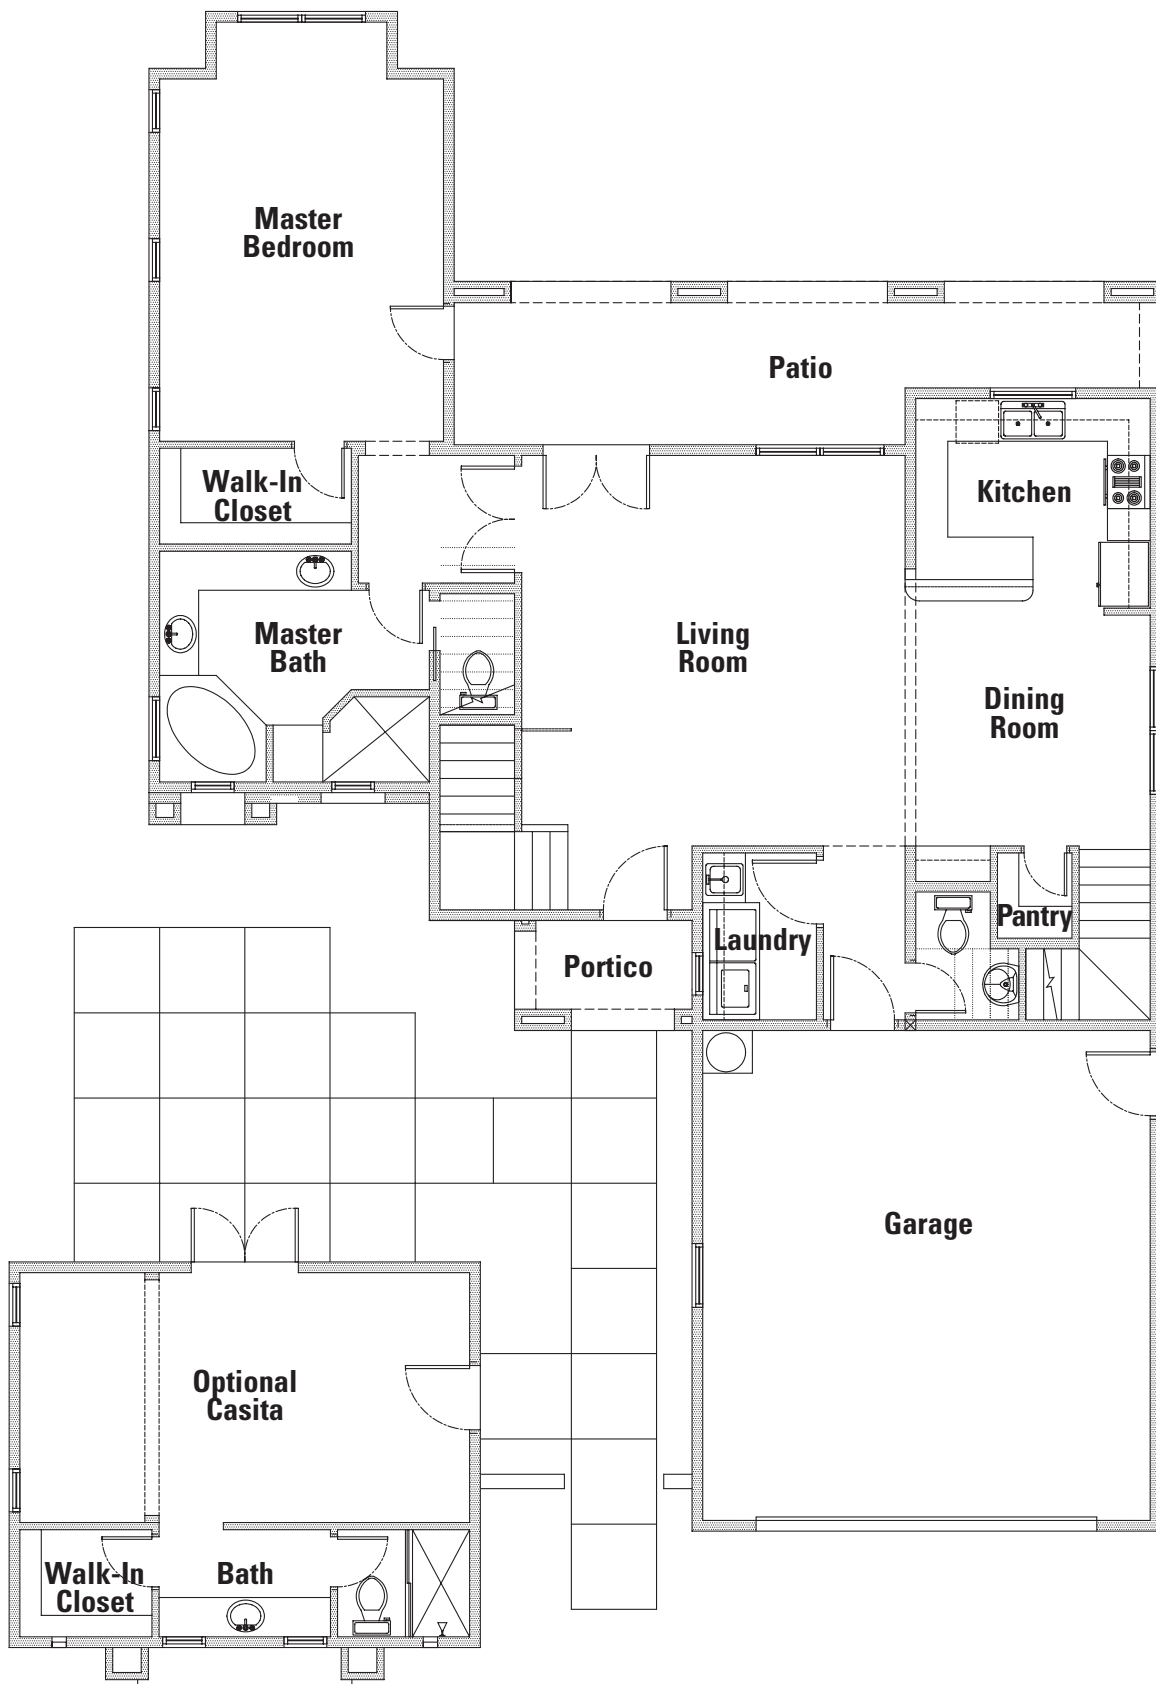 Master
Bedroom
Patio
Walk-In
Closet
Kitchen
Master
Bath
Living
Room
Dining
Room
Pantry
Laundry
Portico
Garage
Optional
Casita
Walk-In
Closet
Bath